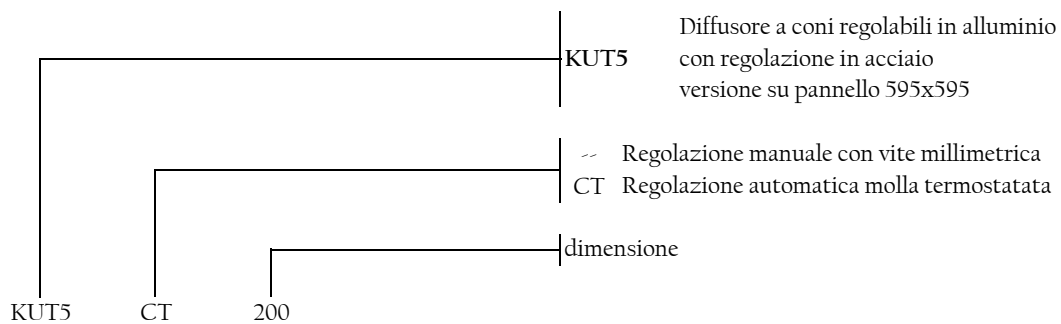 Diffusore a coni regolabili in alluminio
KUT5 con regolazione in acciaio
versione su pannello 595x595
-- Regolazione manuale con vite millimetrica
CT Regolazione automatica molla termostatata
dimensione
KUT5 CT 200